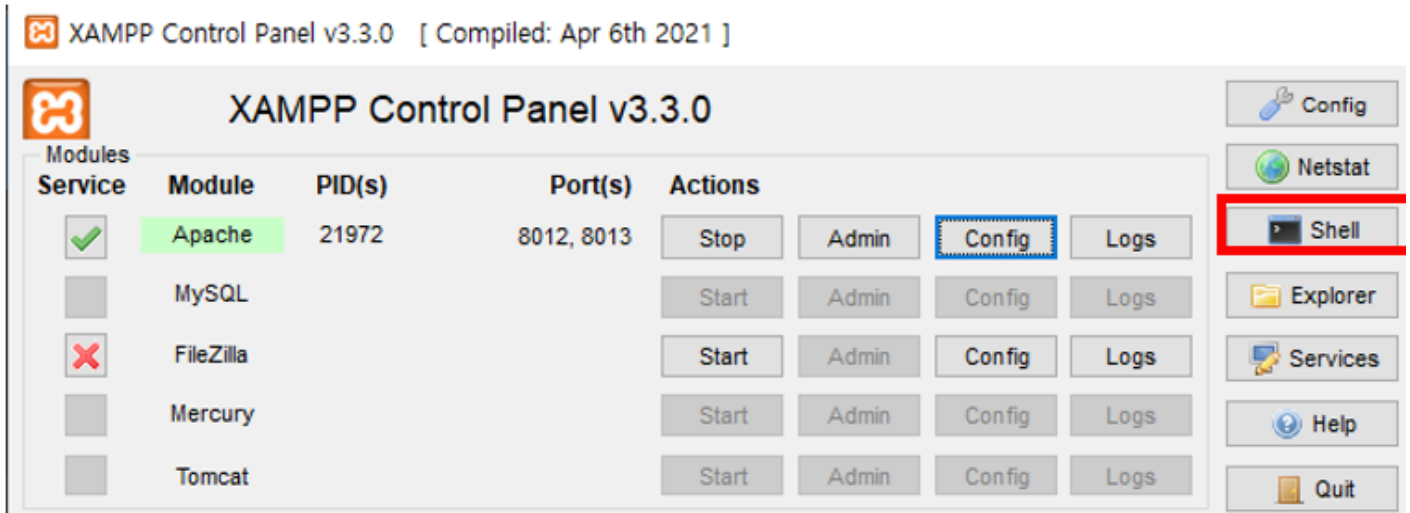 XAMPP Control Panel v3.3.0 [ Compiled: Apr 6th 2021 ]
XAMPP Control Panel v3.3.0
Config
Modules
Netstat
Service Module PID(s) Port(s) Actions
Apache 21972 8012, 8013 Stop Admin Config Logs
Shell
MySQL Start Admin Config Logs
Explorer
FileZilla Start Admin Config Logs
Services
Mercury Start Admin Config Logs
Help
Tomcat Start Admin Config Logs
Quit